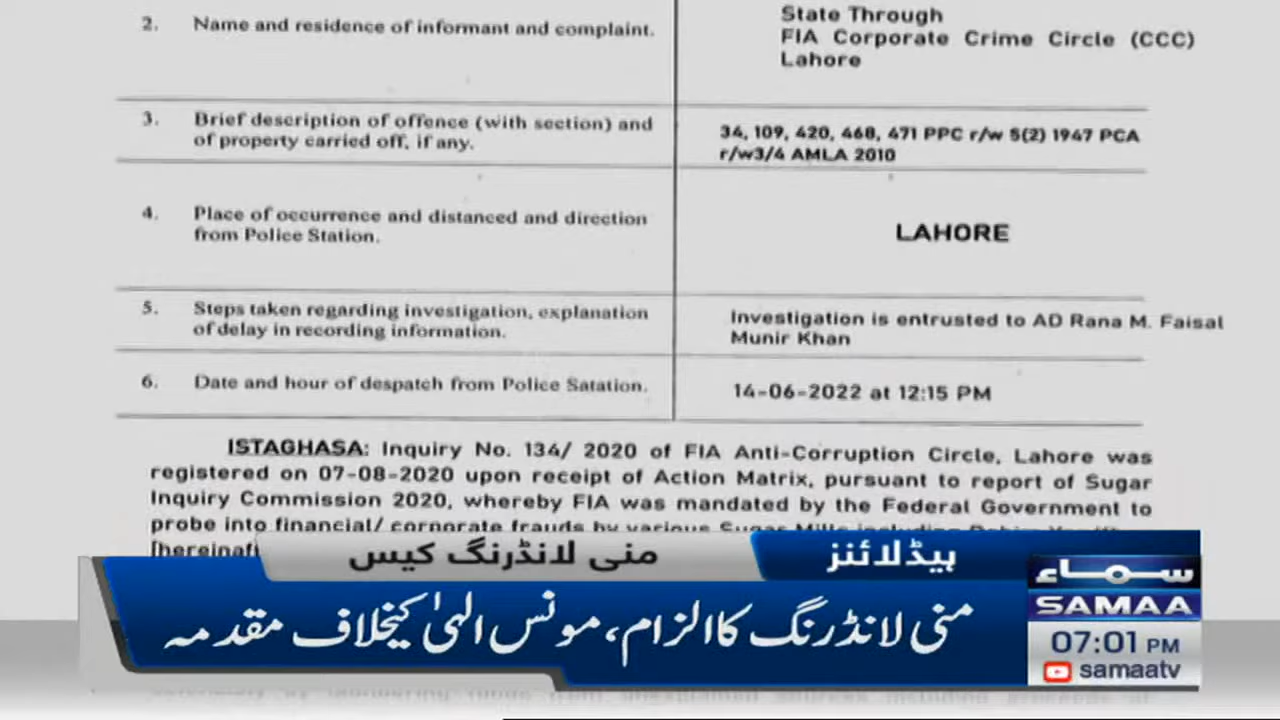 2. Name and residence of informant and complaint.
State Through
FIA Corporate Crime Circle (CCC)
Lahore
3. Brief description of offence (with section) and
of property carried off, if any.
34, 109, 420, 468, 471 PPC r/w 5(2) 1947 PCA
r/w3/4 AMLA 2010
4. Place of occurrence and distanced and direction
from Police Station.
LAHORE
5. Steps taken regarding investigation, explanation
of delay in recording information.
Investigation is entrusted to AD Rana M. Faisal
Munir Khan
6. Date and hour of despatch from Police Satation.
14-06-2022 at 12:15 PM
ISTAGHASA: Inquiry No. 134/ 2020 of FIA Anti-Corruption Circle, Lahore was
registered on 07-08-2020 upon receipt of Action Matrix, pursuant to report of Sugar
Inquiry Commission 2020, whereby FIA was mandated by the Federal Government to
probe into financial/ corporate frauds by various Sugar Mills including
ہیڈلائنز
منی لانڈرنگ کیس
منی لانڈرنگ کا الزام، مونس الہیٰ کیخلاف مقدمہ
سماء
SAMAA
07:01 PM
samaatv